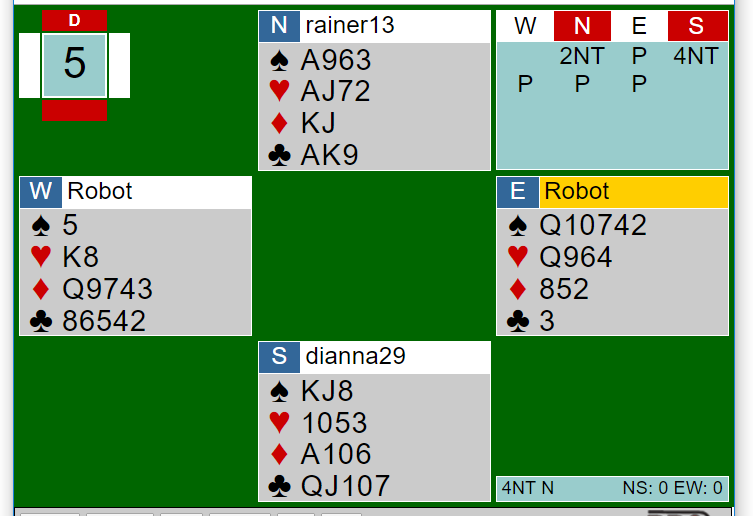 D
5
N rainer13
♠ A963
♥ AJ72
♦ KJ
♣ AK9
W N E S
2NT P 4NT
P P P
W Robot
♠ 5
♥ K8
♦ Q9743
♣ 86542
E Robot
♠ Q10742
♥ Q964
♦ 852
♣ 3
S dianna29
♠ KJ8
♥ 1053
♦ A106
♣ QJ107
4NT N NS: 0 EW: 0